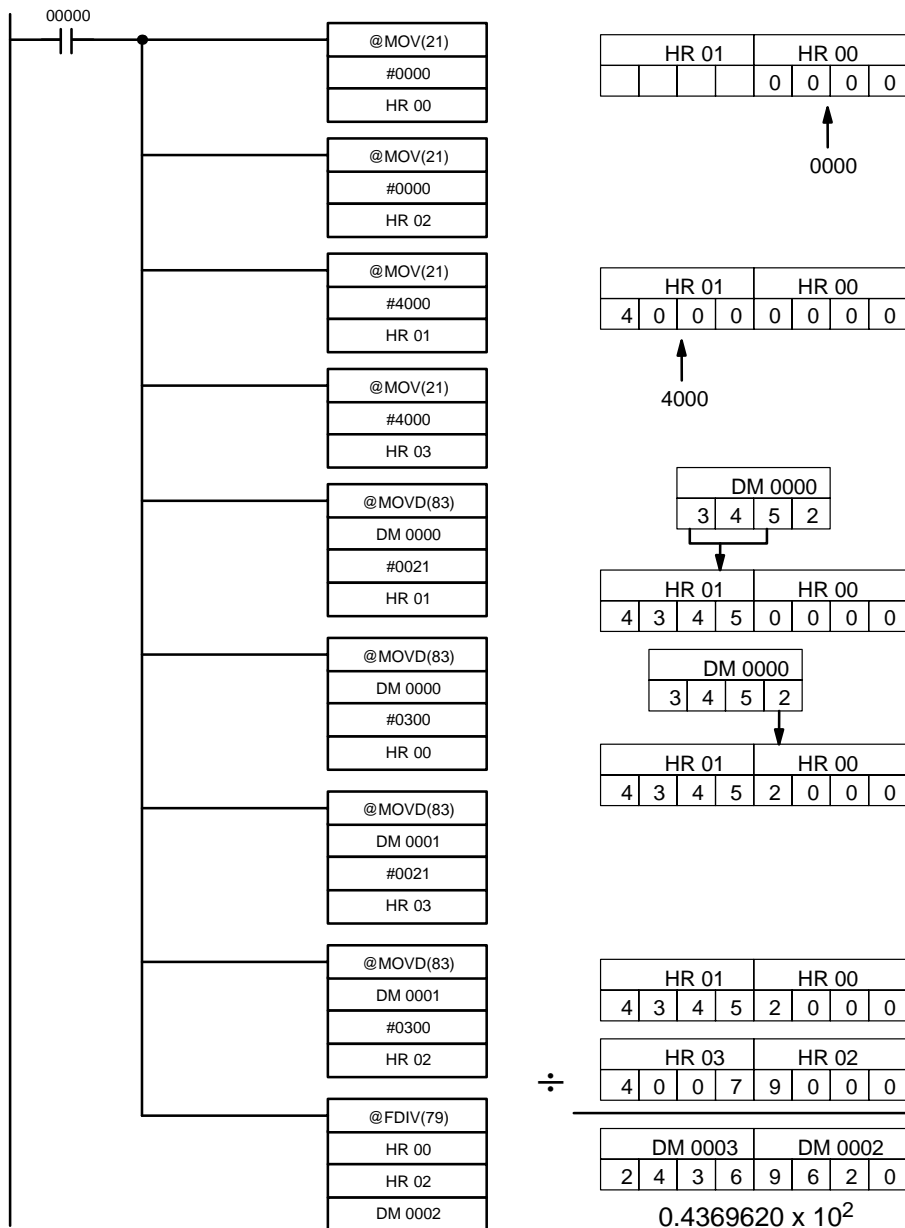 00000
@MOV(21)
#0000
HR 00
@MOV(21)
#0000
HR 02
@MOV(21)
#4000
HR 01
@MOV(21)
#4000
HR 03
@MOVD(83)
DM 0000
#0021
HR 01
@MOVD(83)
DM 0000
#0300
HR 00
@MOVD(83)
DM 0001
#0021
HR 03
@MOVD(83)
DM 0001
#0300
HR 02
@FDIV(79)
HR 00
HR 02
DM 0002
HR 01 HR 00
0 0 0 0
0000
HR 01 HR 00
4 0 0 0 0 0 0 0
4000
DM 0000
3 4 5 2
HR 01 HR 00
4 3 4 5 0 0 0 0
DM 0000
3 4 5 2
HR 01 HR 00
4 3 4 5 2 0 0 0
HR 01 HR 00
4 3 4 5 2 0 0 0
HR 03 HR 02
÷ 4 0 0 7 9 0 0 0
DM 0003 DM 0002
2 4 3 6 9 6 2 0
0.4369620 x 10²